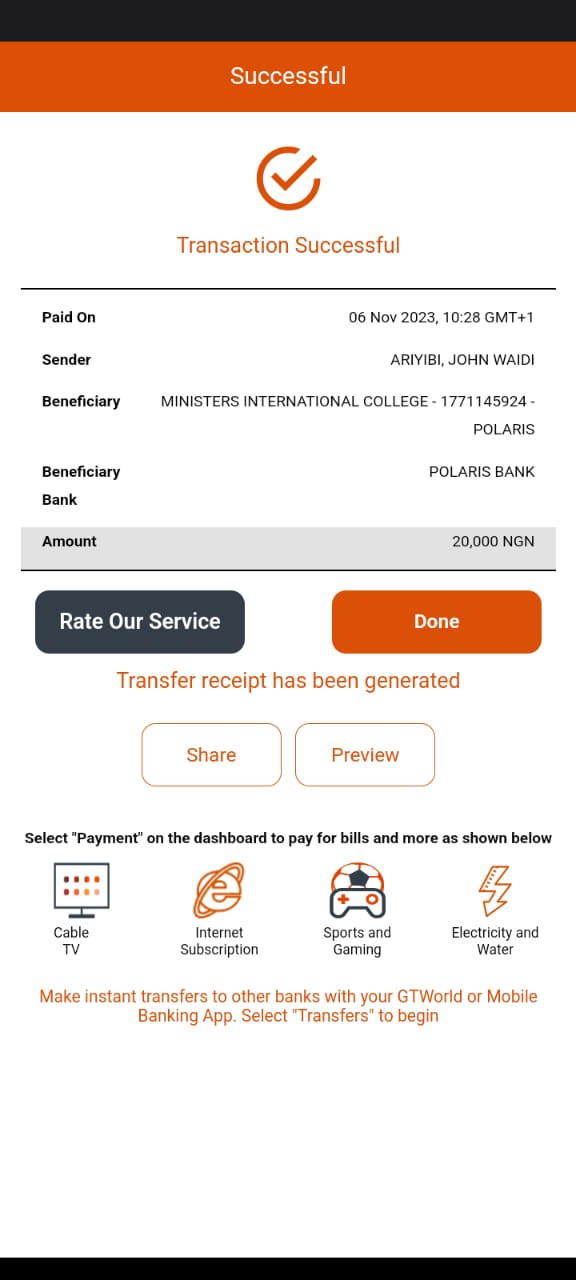 Successful
Transaction Successful
Paid On 06 Nov 2023, 10:28 GMT+1
Sender ARIYIBI, JOHN WAIDI
Beneficiary MINISTERS INTERNATIONAL COLLEGE - 1771145924 -
POLARIS
Beneficiary POLARIS BANK
Bank
Amount 20,000 NGN
Rate Our Service Done
Transfer receipt has been generated
Share Preview
Select "Payment" on the dashboard to pay for bills and more as shown below
Cable
TV
Internet
Subscription
Sports and
Gaming
Electricity and
Water
Make instant transfers to other banks with your GTWorld or Mobile
Banking App. Select "Transfers" to begin